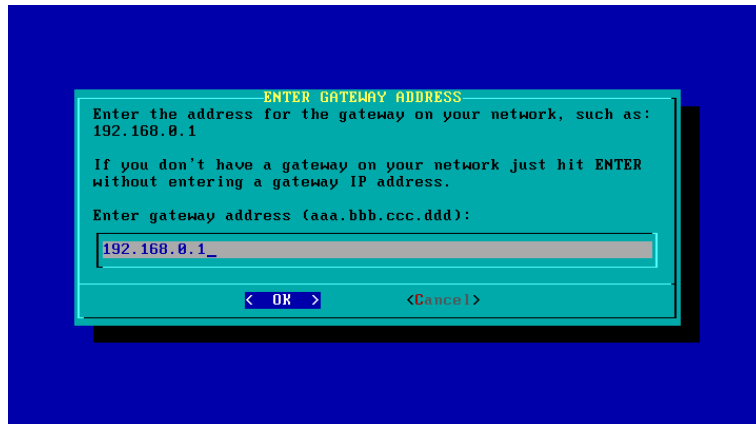 ENTER GATEWAY ADDRESS
Enter the address for the gateway on your network, such as:
192.168.0.1
If you don't have a gateway on your network just hit ENTER
without entering a gateway IP address.
Enter gateway address (aaa.bbb.ccc.ddd):
192.168.0.1_
< OK > <Cancel>